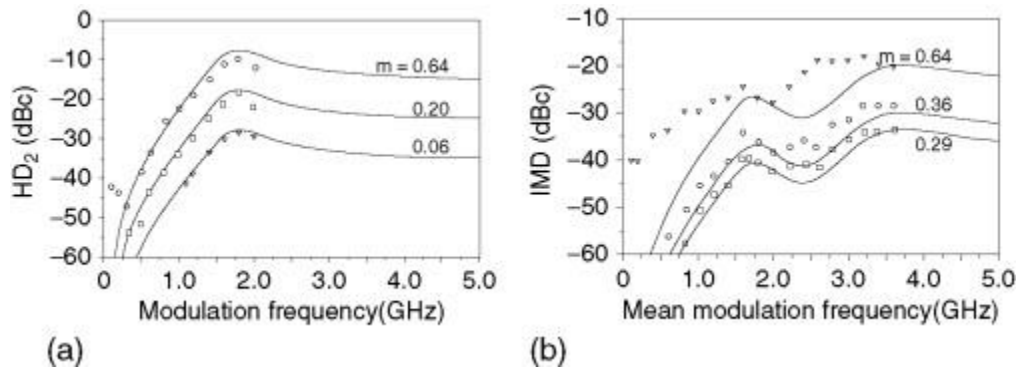 0
−10
−20
−30
−40
−50
−60
HD2 (dBc)
m = 0.64
0.20
0.06
0 1.0 2.0 3.0 4.0 5.0
Modulation frequency(GHz)
(a)
−10
−20
−30
−40
−50
−60
IMD (dBc)
m = 0.64
0.36
0.29
0 1.0 2.0 3.0 4.0 5.0
Mean modulation frequency(GHz)
(b)